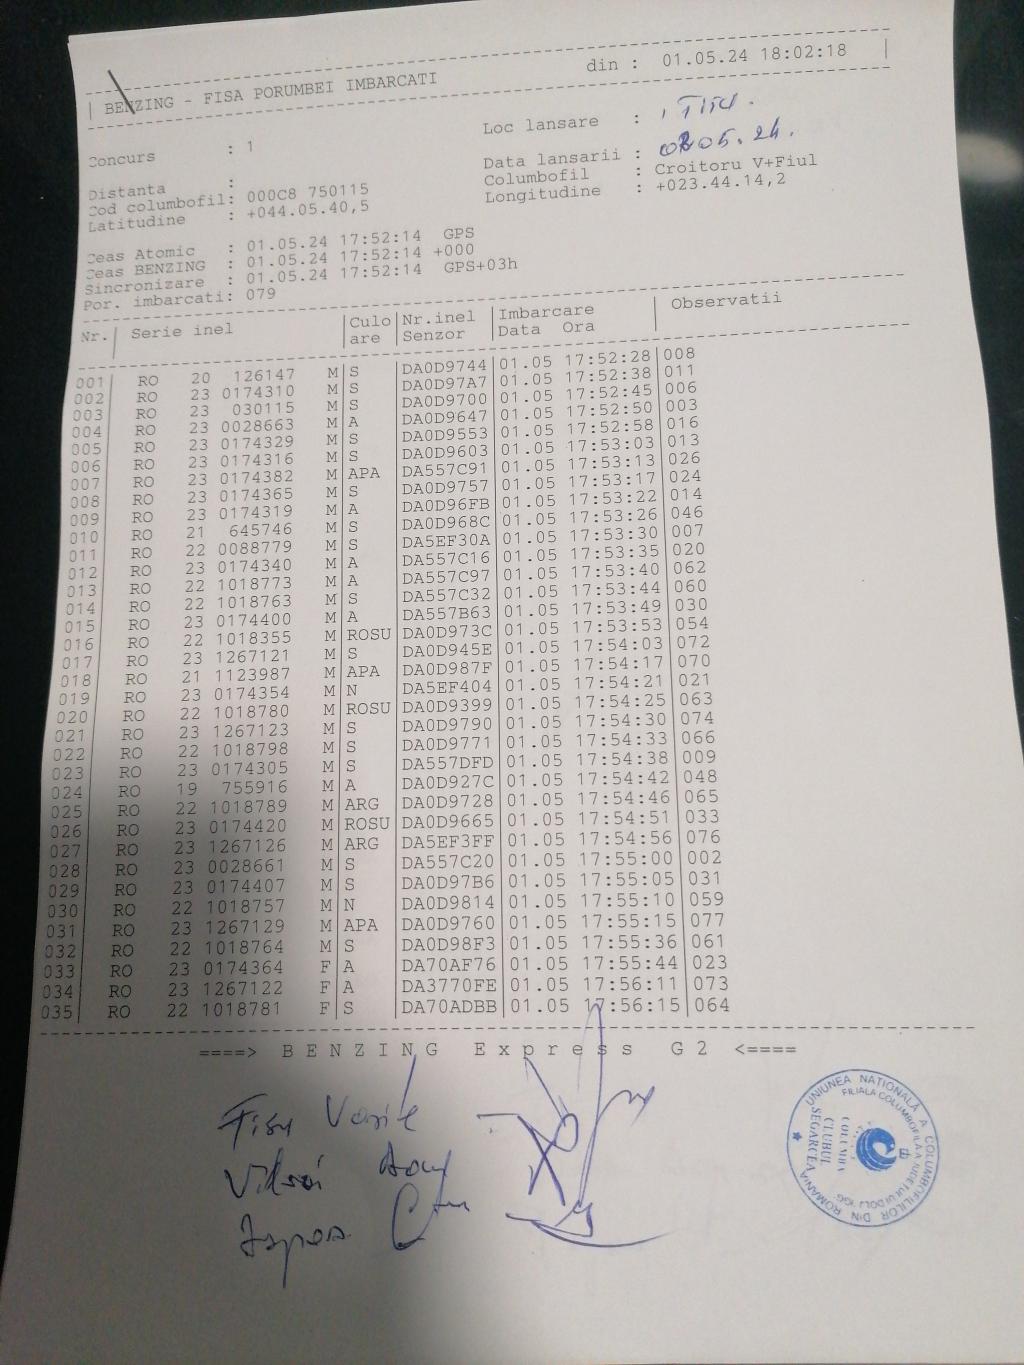 BENZING - FISA PORUMBEI IMBARCATI din : 01.05.24 18:02:18
Concurs : 1 Loc lansare :
Distanta : Data lansarii : 05.24.
Cod columbofil: 000C8 750115 Columbofil : Croitoru V+Fiul
Latitudine : +044.05.40,5 Longitudine : +023.44.14,2
Ceas Atomic : 01.05.24 17:52:14 GPS
Ceas BENZING : 01.05.24 17:52:14 +000
Sincronizare : 01.05.24 17:52:14 GPS+03h
Por. imbarcati: 079
Nr. Serie inel Culo Nr.inel Imbarcare Observatii
are Senzor Data Ora
001 RO 20 126147 M S DA0D9744 01.05 17:52:28 008
002 RO 23 0174310 M S DA0D97A7 01.05 17:52:38 011
003 RO 23 030115 M S DA0D9700 01.05 17:52:45 006
004 RO 23 0028663 M A DA0D9647 01.05 17:52:50 003
005 RO 23 0174329 M S DA0D9553 01.05 17:52:58 016
006 RO 23 0174316 M S DA0D9603 01.05 17:53:03 013
007 RO 23 0174382 M APA DA557C91 01.05 17:53:13 026
008 RO 23 0174365 M S DA0D9757 01.05 17:53:17 024
009 RO 23 0174319 M A DA0D96FB 01.05 17:53:22 014
010 RO 21 645746 M S DA0D968C 01.05 17:53:26 046
011 RO 22 0088779 M S DA5EF30A 01.05 17:53:30 007
012 RO 23 0174340 M A DA557C16 01.05 17:53:35 020
013 RO 22 1018773 M A DA557C97 01.05 17:53:40 062
014 RO 22 1018763 M S DA557C32 01.05 17:53:44 060
015 RO 23 0174400 M A DA557B63 01.05 17:53:49 030
016 RO 22 1018355 M ROSU DA0D973C 01.05 17:53:53 054
017 RO 23 1267121 M S DA0D945E 01.05 17:54:03 072
018 RO 21 1123987 M APA DA0D987F 01.05 17:54:17 070
019 RO 23 0174354 M N DA5EF404 01.05 17:54:21 021
020 RO 22 1018780 M ROSU DA0D9399 01.05 17:54:25 063
021 RO 23 1267123 M S DA0D9790 01.05 17:54:30 074
022 RO 22 1018798 M S DA0D9771 01.05 17:54:33 066
023 RO 23 0174305 M S DA557DFD 01.05 17:54:38 009
024 RO 19 755916 M A DA0D927C 01.05 17:54:42 048
025 RO 22 1018789 M ARG DA0D9728 01.05 17:54:46 065
026 RO 23 0174420 M ROSU DA0D9665 01.05 17:54:51 033
027 RO 23 1267126 M ARG DA5EF3FF 01.05 17:54:56 076
028 RO 23 0028661 M S DA557C20 01.05 17:55:00 002
029 RO 23 0174407 M S DA0D97B6 01.05 17:55:05 031
030 RO 22 1018757 M N DA0D9814 01.05 17:55:10 059
031 RO 23 1267129 M APA DA0D9760 01.05 17:55:15 077
032 RO 22 1018764 M S DA0D98F3 01.05 17:55:36 061
033 RO 23 0174364 F A DA70AF76 01.05 17:55:44 023
034 RO 23 1267122 F A DA3770FE 01.05 17:56:11 073
035 RO 22 1018781 F S DA70ADBB 01.05 17:56:15 064
====> BENZING Express G2 <====
Vasile
UNIUNEA NATIONALĂ A COLUMBOFILILOR DIN ROMÂNIA
FILIALA COLUMBOFILĂ A JUDEŢULUI DOLJ
COLUMBA
CLUBUL
SEGARCEA